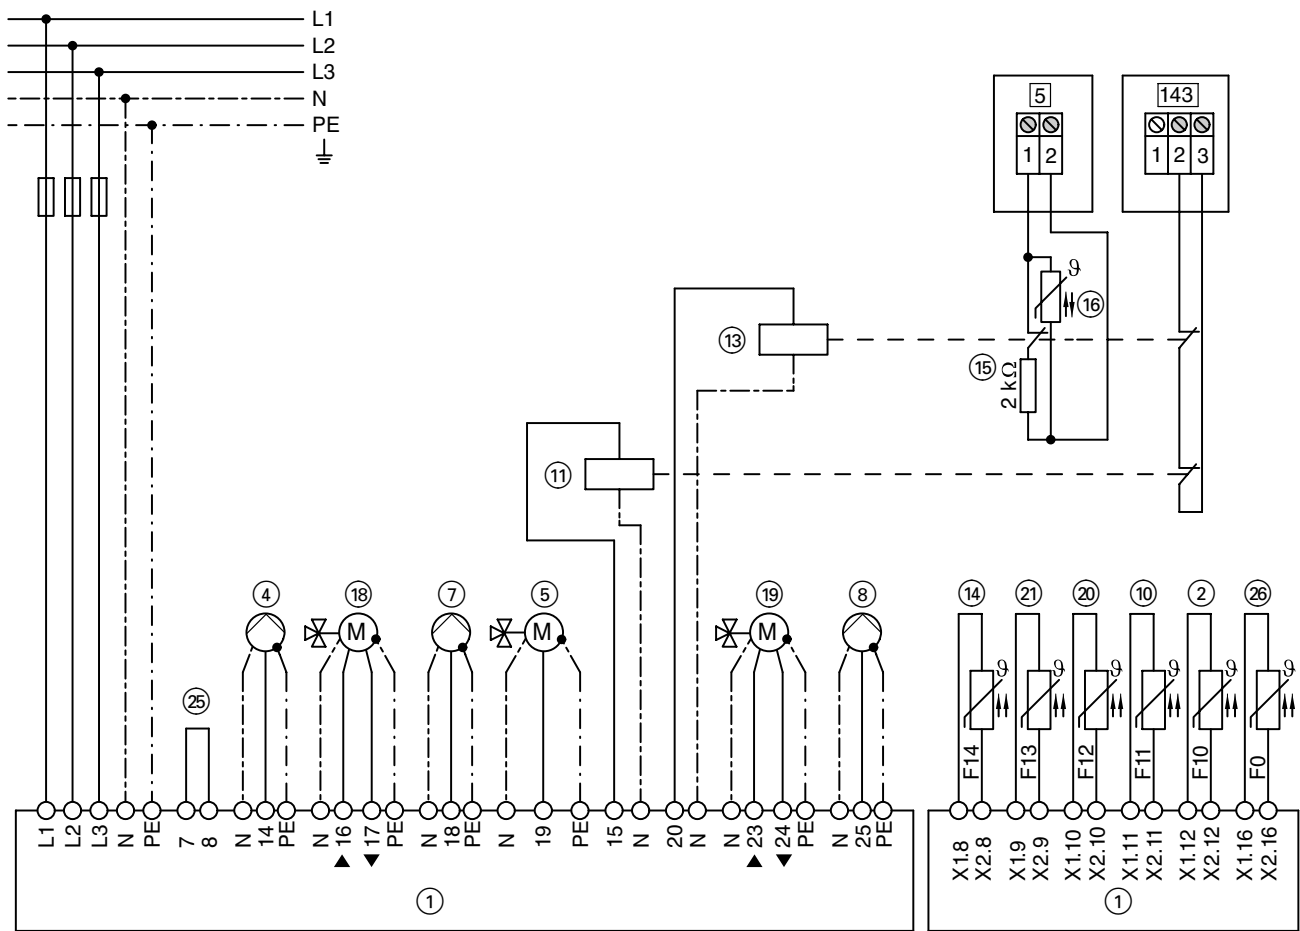 L1
L2
L3
N
PE
5
143
1 2
1 2 3
ϑ
16
13
15
2 kΩ
11
4 18 7 5 19 8
14 21 20 10 2 26
M M M
ϑ ϑ ϑ ϑ ϑ ϑ
25
F14 F13 F12 F11 F10 F0
L1 L2 L3 N PE 7 8 N 14 PE N 16 17 PE N 18 PE N 19 PE 15 N 20 N N 23 24 PE N 25 PE
X1.8 X2.8 X1.9 X2.9 X1.10 X2.10 X1.11 X2.11 X1.12 X2.12 X1.16 X2.16
▲ ▼ ▲ ▼
1 1